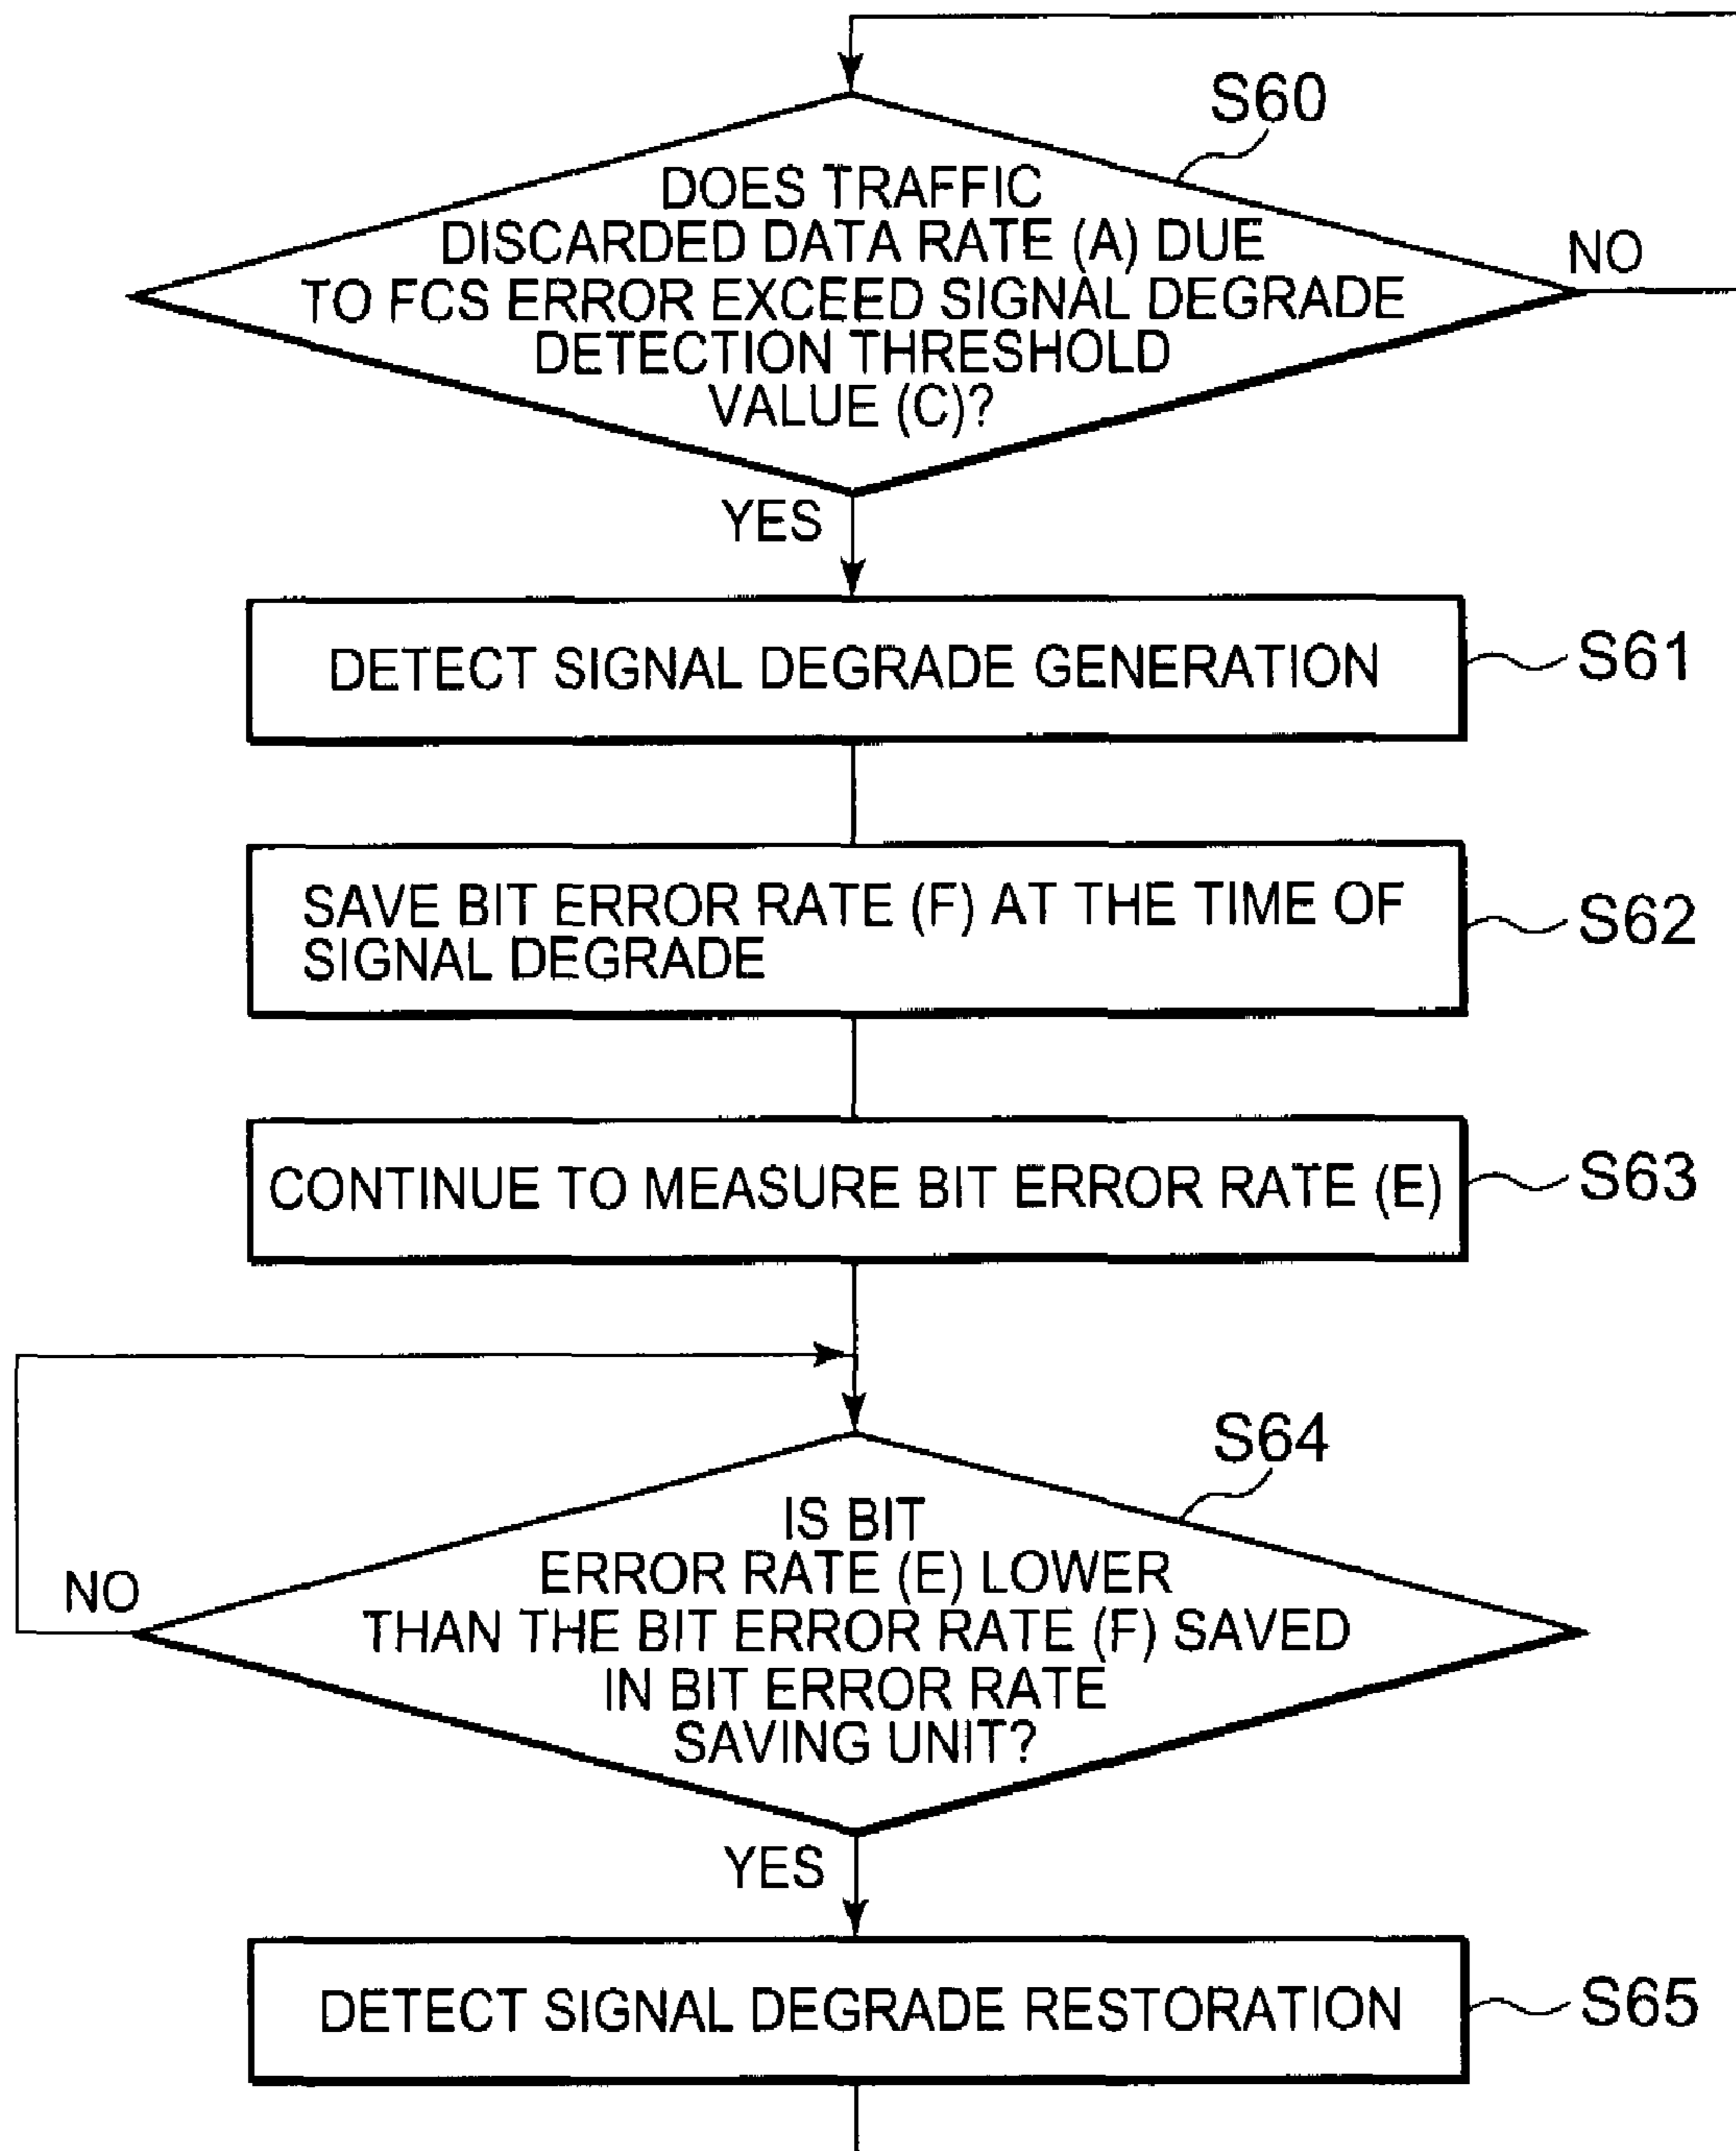 S60
DOES TRAFFIC
DISCARDED DATA RATE (A) DUE
TO FCS ERROR EXCEED SIGNAL DEGRADE
DETECTION THRESHOLD
VALUE (C)?
NO
YES
DETECT SIGNAL DEGRADE GENERATION
S61
SAVE BIT ERROR RATE (F) AT THE TIME OF
SIGNAL DEGRADE
S62
CONTINUE TO MEASURE BIT ERROR RATE (E)
S63
S64
IS BIT
ERROR RATE (E) LOWER
THAN THE BIT ERROR RATE (F) SAVED
IN BIT ERROR RATE
SAVING UNIT?
NO
YES
DETECT SIGNAL DEGRADE RESTORATION
S65